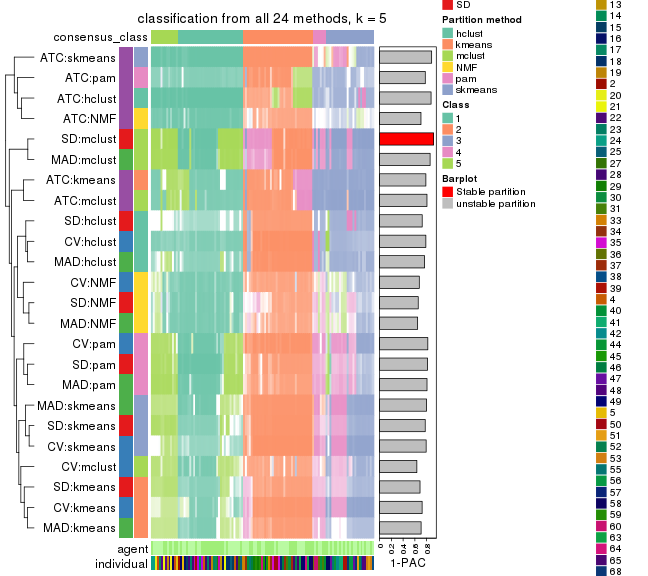 classification from all 24 methods, k = 5
consensus_class
ATC:skmeans
ATC:pam
ATC:hclust
ATC:NMF
SD:mclust
MAD:mclust
ATC:kmeans
ATC:mclust
SD:hclust
CV:hclust
MAD:hclust
CV:NMF
SD:NMF
MAD:NMF
CV:pam
SD:pam
MAD:pam
MAD:skmeans
SD:skmeans
CV:skmeans
CV:mclust
SD:kmeans
CV:kmeans
MAD:kmeans
agent
individual
0 0.2 0.4 0.6 0.8
1-PAC
SD
Partition method
hclust
kmeans
mclust
NMF
pam
skmeans
Class
1
2
3
4
5
Barplot
Stable partition
unstable partition
13
14
15
16
17
18
19
2
20
21
22
23
24
25
27
28
29
30
31
33
34
35
36
37
38
39
4
40
41
42
44
45
46
47
48
49
5
50
51
52
53
55
56
57
58
59
60
63
64
65
68